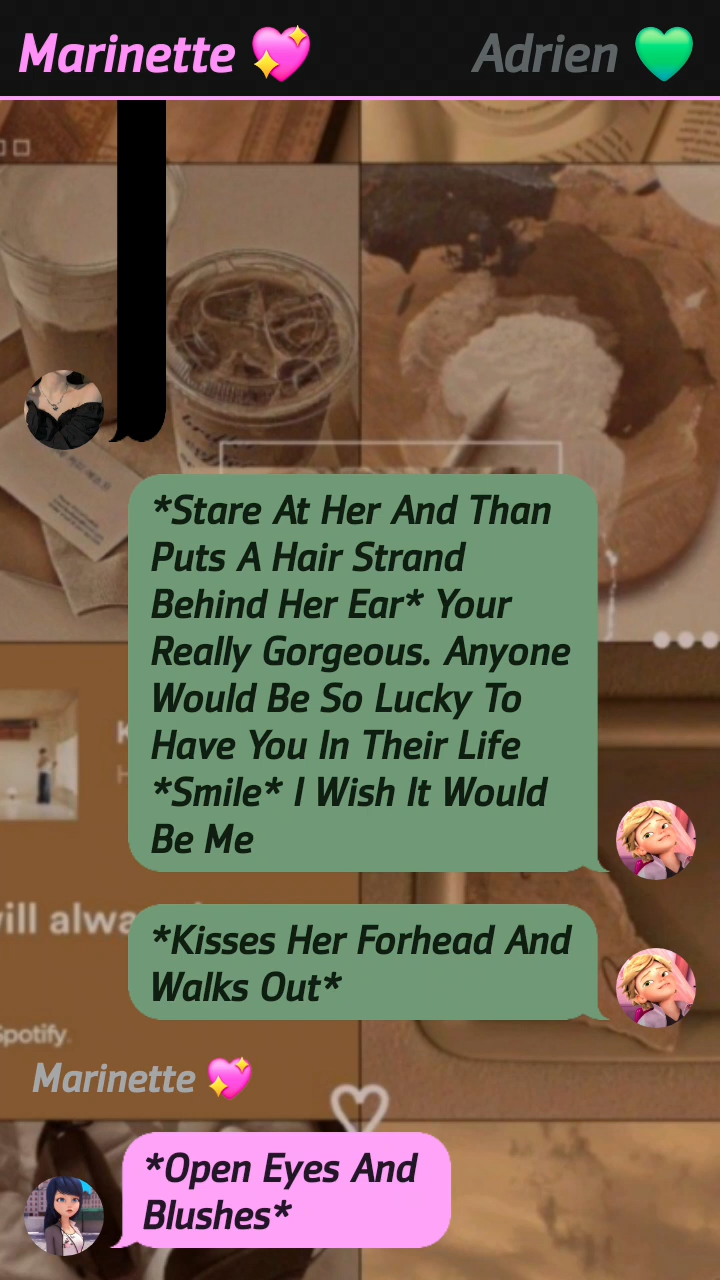 Marinette 💖 Adrien 💚
*Stare At Her And Than
Puts A Hair Strand
Behind Her Ear* Your
Really Gorgeous. Anyone
Would Be So Lucky To
Have You In Their Life
*Smile* I Wish It Would
Be Me
*Kisses Her Forhead And
Walks Out*
Spotify.
Marinette 💖
*Open Eyes And
Blushes*